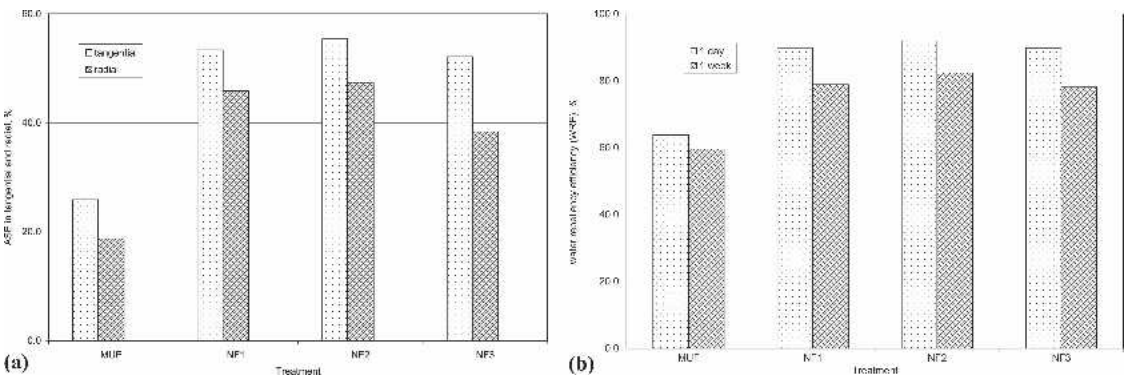 60.0
40.0
20.0
0.0
ASE in tangential and radial, %
tangential
radial
MUF
NF1
NF2
NF3
Treatment
(a)
100.0
80.0
60.0
40.0
20.0
0.0
water repellency efficiency (WRE), %
1 day
1 week
MUF
NF1
NF2
NF3
Treatment
(b)